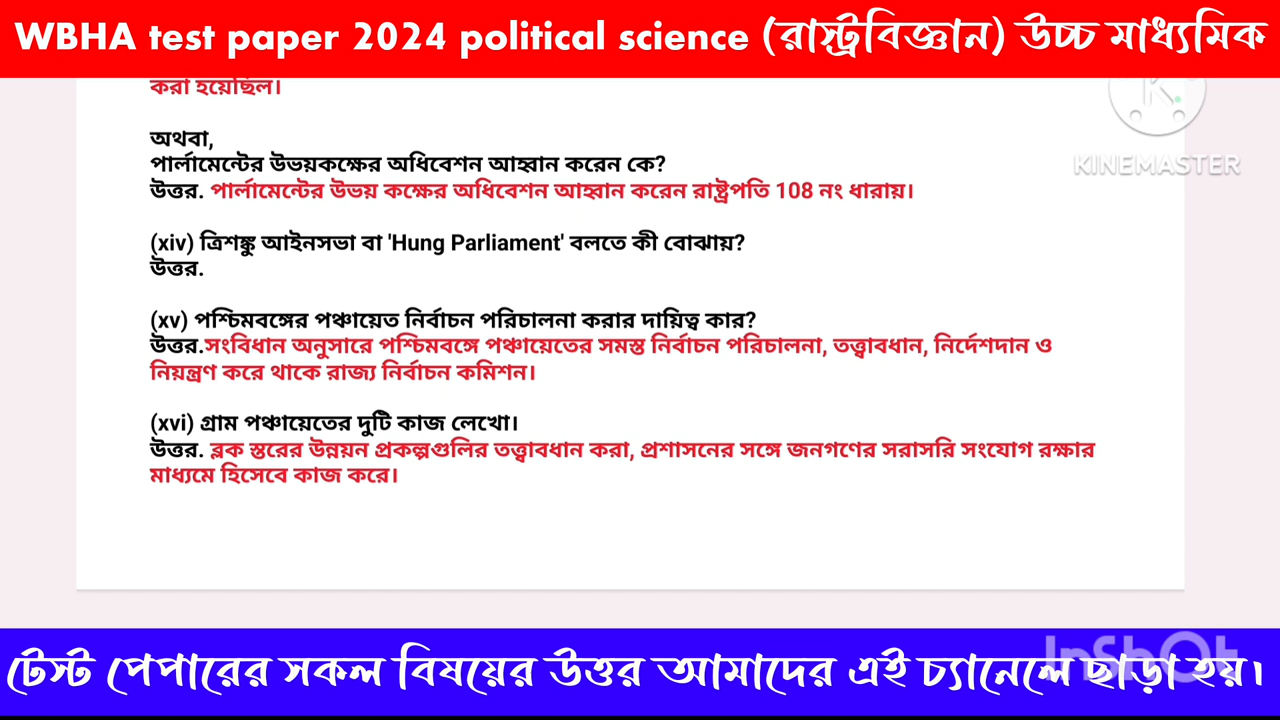 WBHA test paper 2024 political science (রাস্ট্রবিজ্ঞান) উচ্চ মাধ্যমিক
করা হয়েছিল।
KINEMASTER
অথবা,
পার্লামেন্টের উভয়কক্ষের অধিবেশন আহ্বান করেন কে?
উত্তর. পার্লামেন্টের উভয় কক্ষের অধিবেশন আহ্বান করেন রাষ্ট্রপতি 108 নং ধারায়।
(xiv) ত্রিশঙ্কু আইনসভা বা 'Hung Parliament' বলতে কী বোঝায়?
উত্তর.
(xv) পশ্চিমবঙ্গের পঞ্চায়েত নির্বাচন পরিচালনা করার দায়িত্ব কার?
উত্তর.সংবিধান অনুসারে পশ্চিমবঙ্গে পঞ্চায়েতের সমস্ত নির্বাচন পরিচালনা, তত্ত্বাবধান, নির্দেশদান ও
নিয়ন্ত্রণ করে থাকে রাজ্য নির্বাচন কমিশন।
(xvi) গ্রাম পঞ্চায়েতের দুটি কাজ লেখো।
উত্তর. ব্লক স্তরের উন্নয়ন প্রকল্পগুলির তত্ত্বাবধান করা, প্রশাসনের সঙ্গে জনগণের সরাসরি সংযোগ রক্ষার
মাধ্যমে হিসেবে কাজ করে।
InShOt
টেস্ট পেপারের সকল বিষয়ের উত্তর আমাদের এই চ্যানেলে ছাড়া হয়।